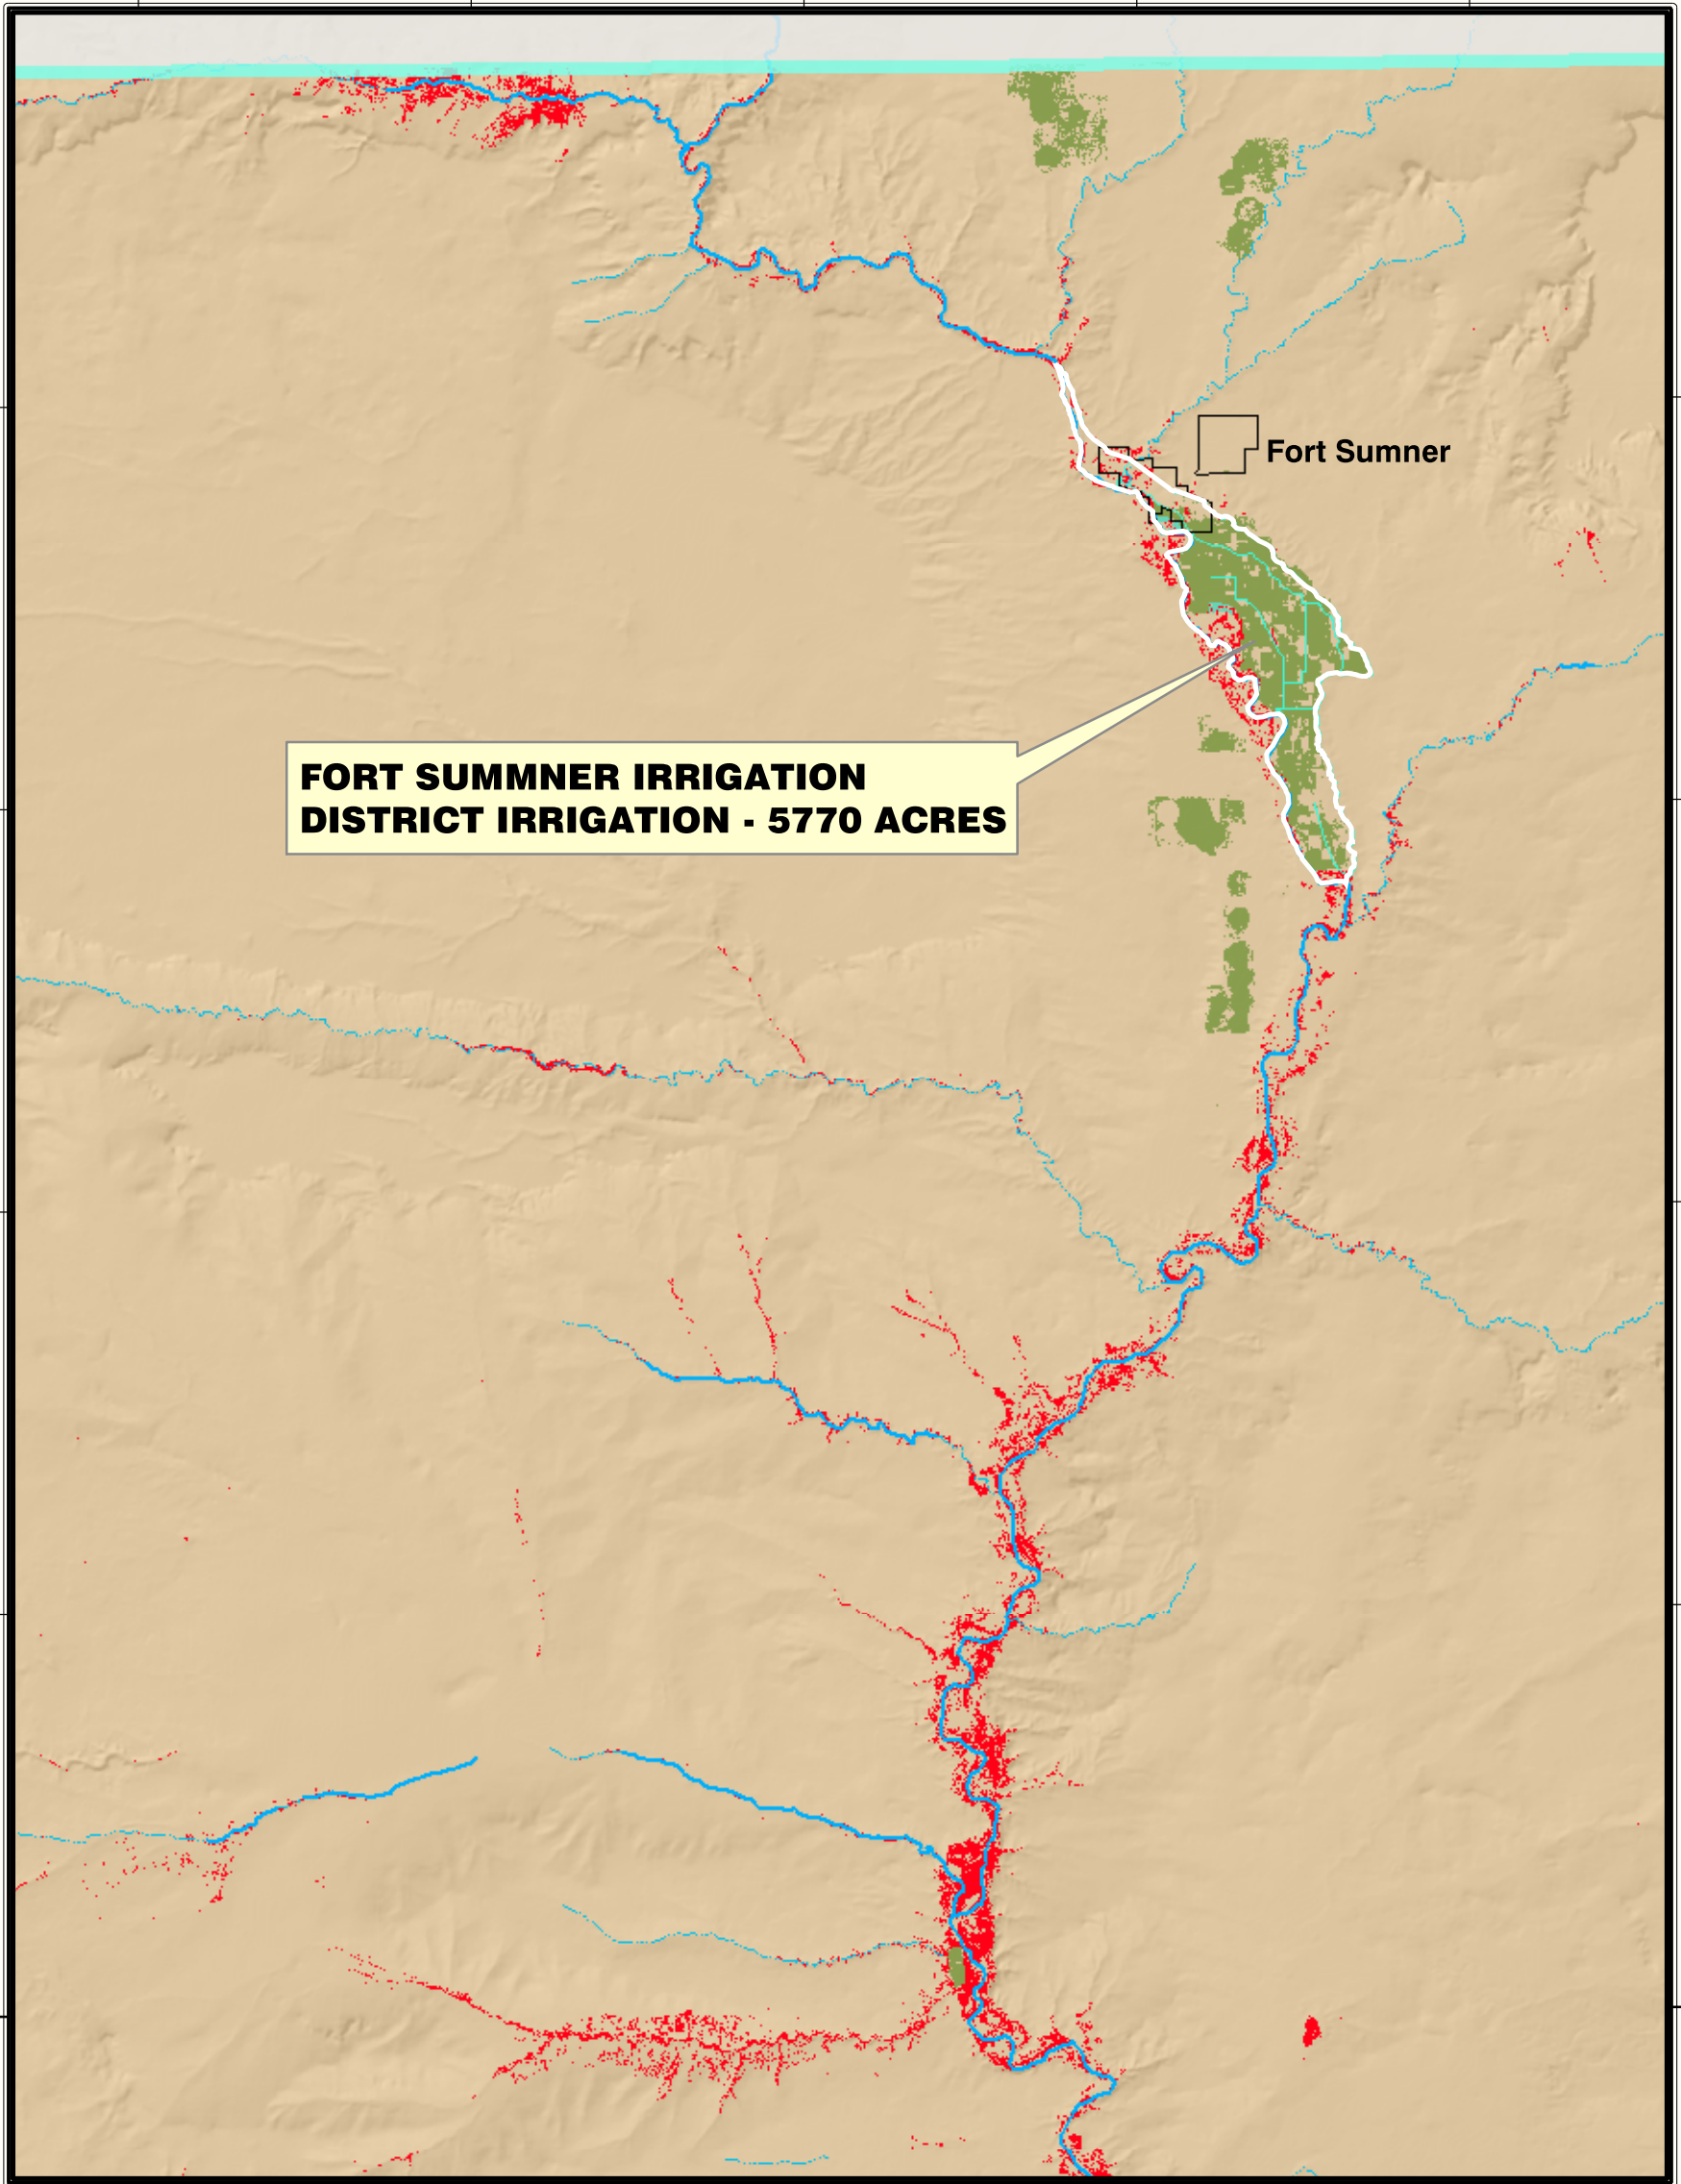 Fort Sumner
FORT SUMMNER IRRIGATION
DISTRICT IRRIGATION - 5770 ACRES